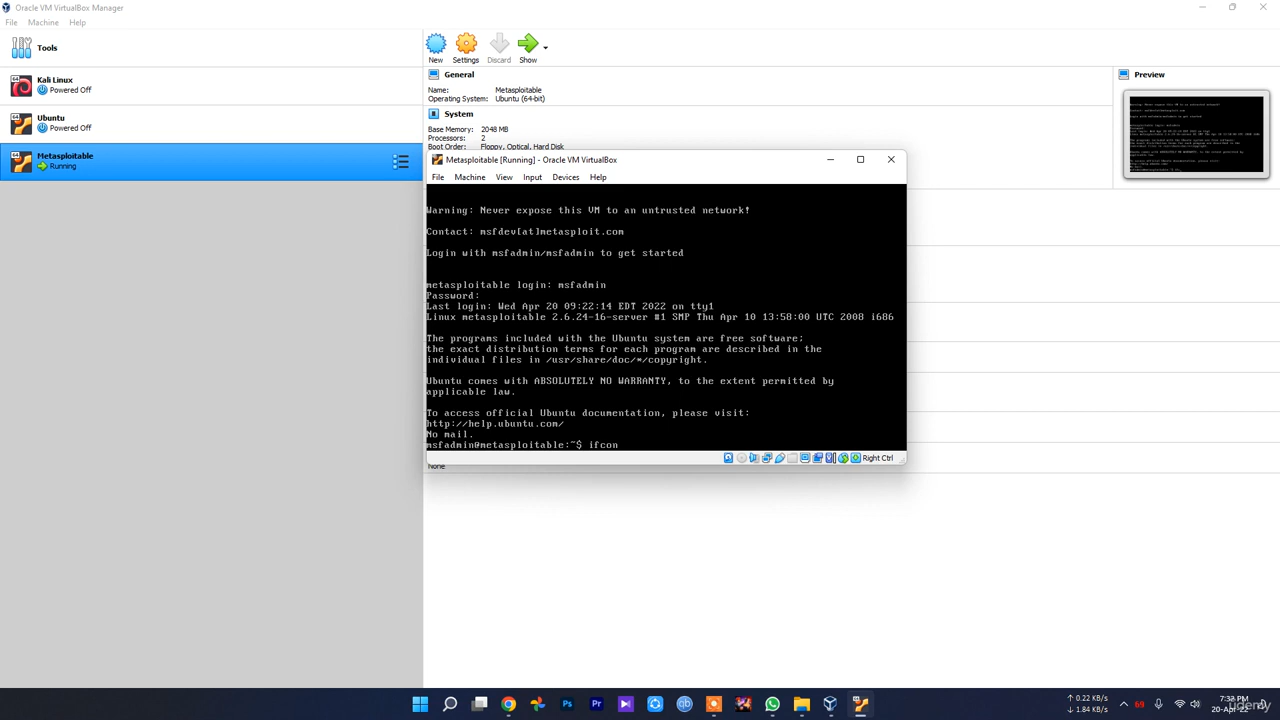 Oracle VM VirtualBox Manager
File Machine Help
Tools
New Settings Discard Show
Kali Linux
Powered Off
Ubuntu
Powered Off
Metasploitable
Running
General
Name: Metasploitable
Operating System: Ubuntu (64-bit)
System
Base Memory: 2048 MB
Processors: 2
Boot Order: Floppy, Optical, Hard Disk
Preview
Metasploitable [Running] - Oracle VM VirtualBox
File Machine View Input Devices Help
Warning: Never expose this VM to an untrusted network!
Contact: msfdev[at]metasploit.com
Login with msfadmin/msfadmin to get started
metasploitable login: msfadmin
Password:
Last login: Wed Apr 20 09:22:14 EDT 2022 on tty1
Linux metasploitable 2.6.24-16-server #1 SMP Thu Apr 10 13:58:00 UTC 2008 i686
The programs included with the Ubuntu system are free software;
the exact distribution terms for each program are described in the
individual files in /usr/share/doc/*/copyright.
Ubuntu comes with ABSOLUTELY NO WARRANTY, to the extent permitted by
applicable law.
To access official Ubuntu documentation, please visit:
http://help.ubuntu.com/
No mail.
msfadmin@metasploitable:~$ ifcon
Right Ctrl
None
↑ 0.22 KB/s
↓ 1.84 KB/s
69
7:32 PM
20-Apr-22
Udemy